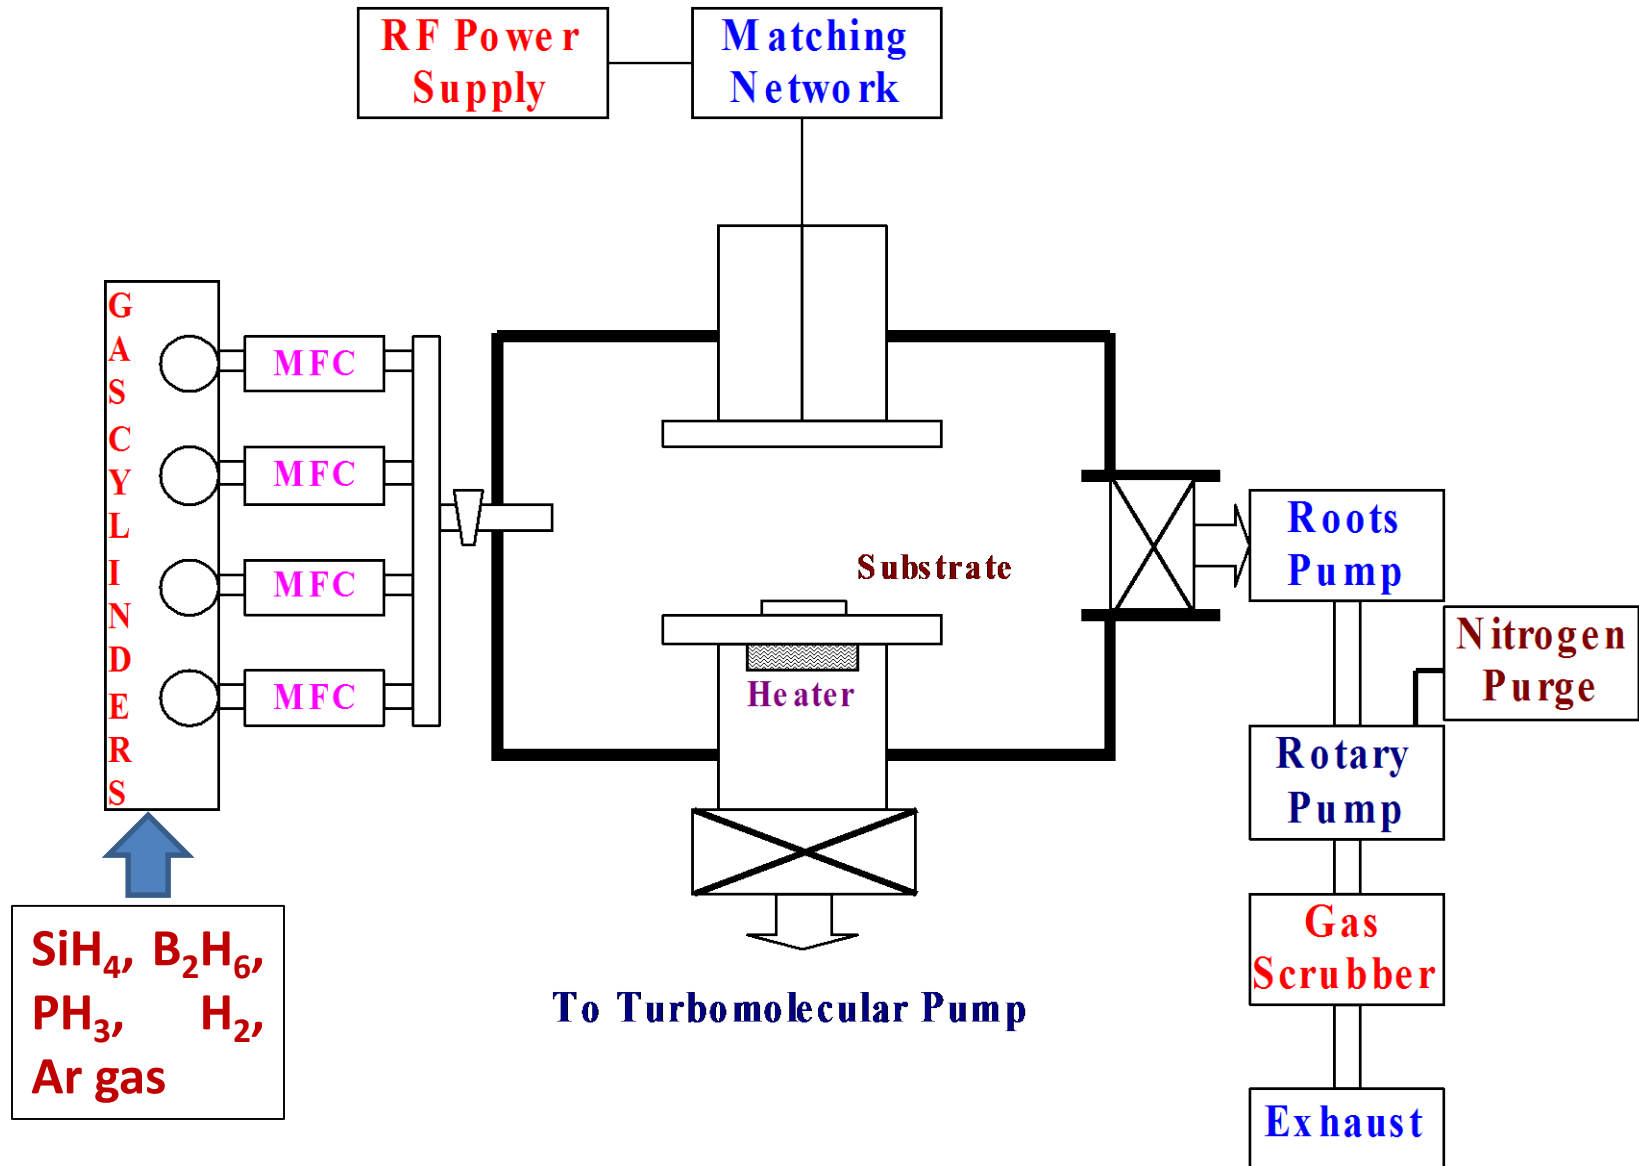 RF Power
Supply
Matching
Network
GAS CYLINDERS
MFC
MFC
MFC
MFC
Substrate
Heater
Roots
Pump
Nitrogen
Purge
Rotary
Pump
Gas
Scrubber
Exhaust
To Turbomolecular Pump
SiH₄, B₂H₆,
PH₃, H₂,
Ar gas